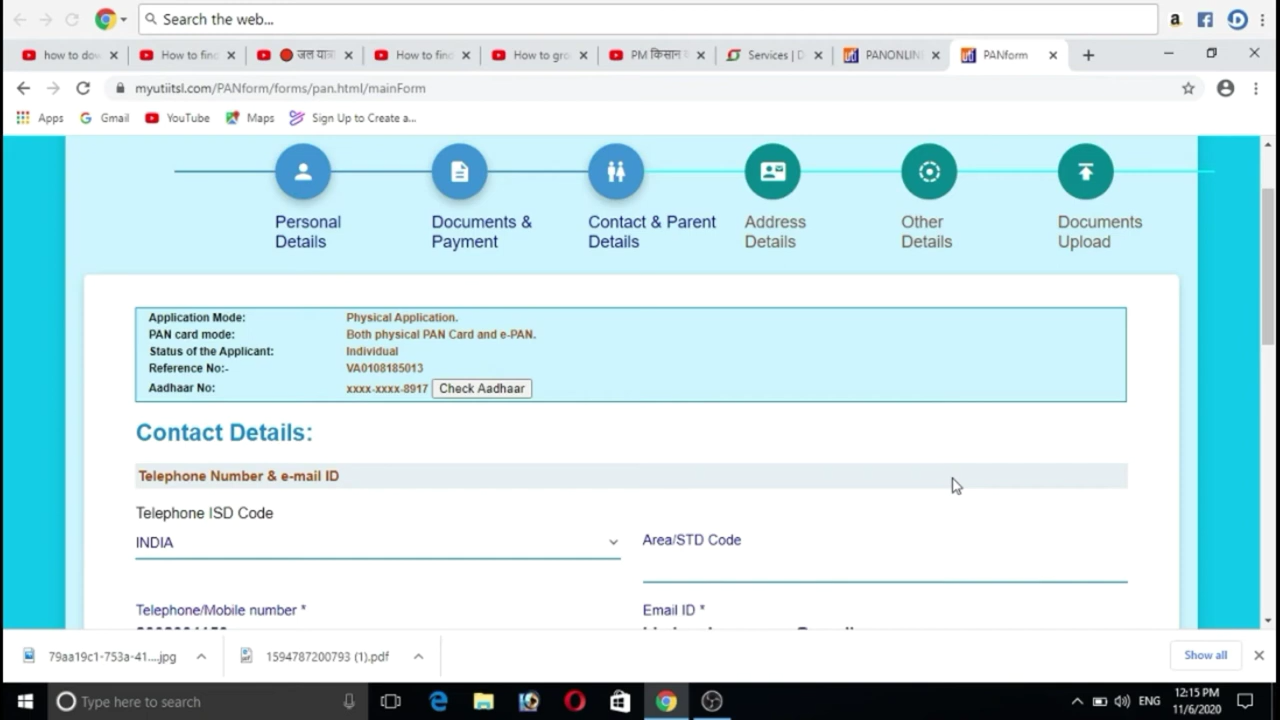 Search the web...
how to dov
How to find
🔴 जल यात्र
How to find
How to gro
PM किसान
Services | D
PANONLIN
PANform
myutiitsl.com/PANform/forms/pan.html/mainForm
Apps
Gmail
YouTube
Maps
Sign Up to Create a...
Personal Details
Documents & Payment
Contact & Parent Details
Address Details
Other Details
Documents Upload
Application Mode: Physical Application.
PAN card mode: Both physical PAN Card and e-PAN.
Status of the Applicant: Individual
Reference No:- VA0108185013
Aadhaar No: xxxx-xxxx-8917 Check Aadhaar
Contact Details:
Telephone Number & e-mail ID
Telephone ISD Code
INDIA
Area/STD Code
Telephone/Mobile number *
Email ID *
79aa19c1-753a-41....jpg
1594787200793 (1).pdf
Show all
Type here to search
ENG
12:15 PM
11/6/2020